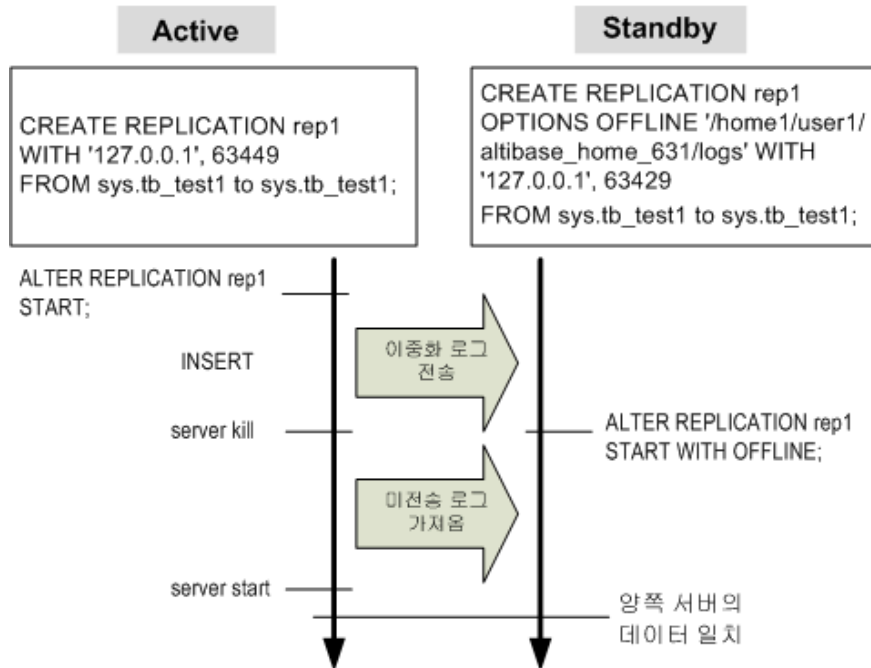 Active
Standby
CREATE REPLICATION rep1
WITH '127.0.0.1', 63449
FROM sys.tb_test1 to sys.tb_test1;
CREATE REPLICATION rep1
OPTIONS OFFLINE '/home1/user1/
altibase_home_631/logs' WITH
'127.0.0.1', 63429
FROM sys.tb_test1 to sys.tb_test1;
ALTER REPLICATION rep1
START;
INSERT
이중화 로그
전송
server kill
ALTER REPLICATION rep1
START WITH OFFLINE;
미전송 로그
가져옴
server start
양쪽 서버의
데이터 일치